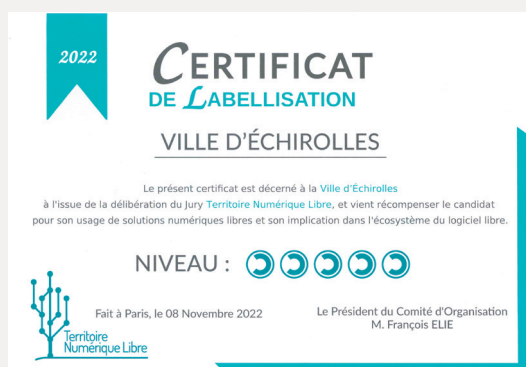 2022
CERTIFICAT
DE LABELLISATION
VILLE D'ÉCHIROLLES
Le présent certificat est décerné à la Ville d'Échirolles
à l'issue de la délibération du Jury Territoire Numérique Libre, et vient récompenser le candidat
pour son usage de solutions numériques libres et son implication dans l'écosystème du logiciel libre.
NIVEAU :
Fait à Paris, le 08 Novembre 2022
Le Président du Comité d'Organisation
M. François ELIE
Territoire
Numérique Libre